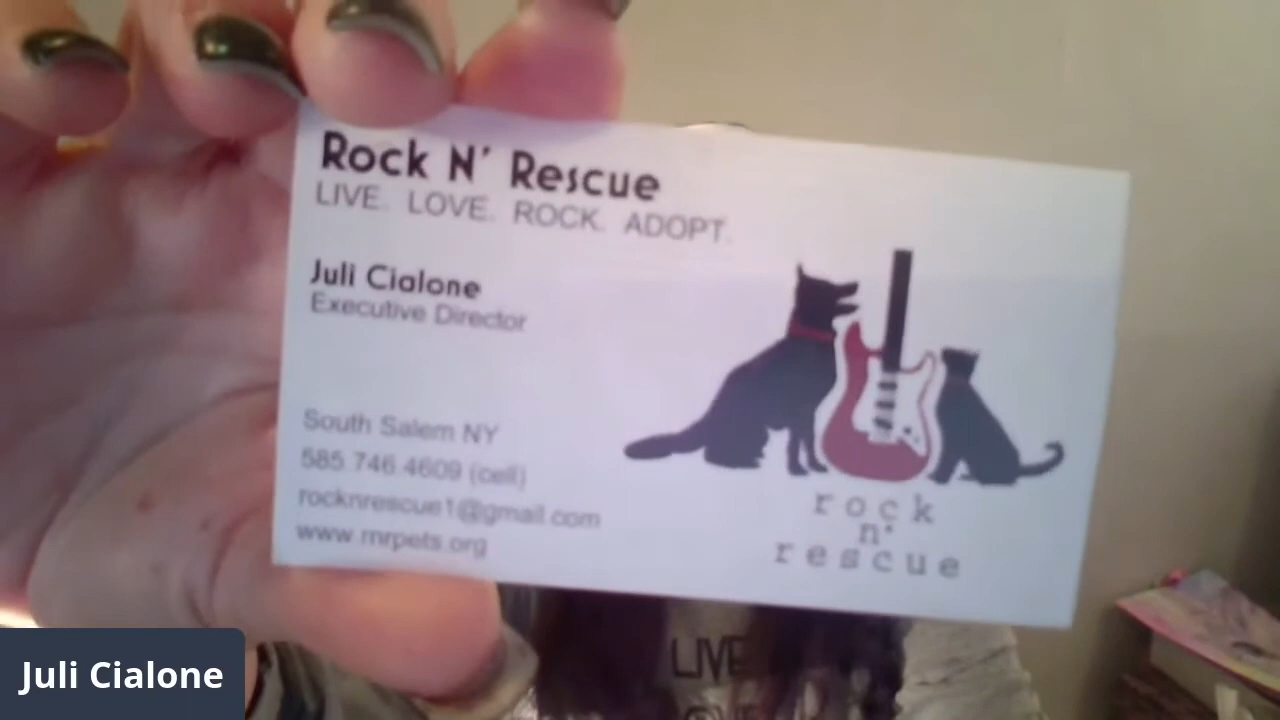 Rock N' Rescue
LIVE. LOVE. ROCK. ADOPT.
Juli Cialone
Executive Director
South Salem NY
585.746.4609 (cell)
rocknrescue1@gmail.com
www.rnrpets.org
rock
n'
rescue
LIVE
Juli Cialone